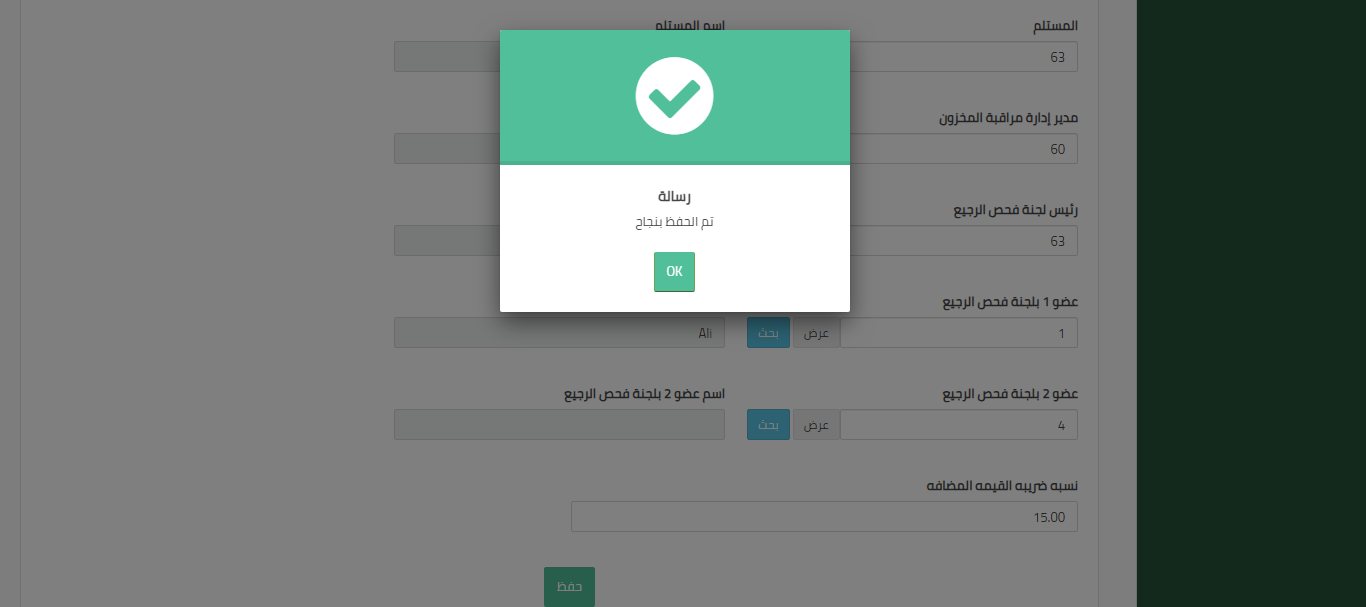 المستلم
اسم المستلم
63
مدير إدارة مراقبة المخزون
60
رئيس لجنة فحص الرجيع
63
رسالة
تم الحفظ بنجاح
OK
عضو 1 بلجنة فحص الرجيع
1
عرض
بحث
Ali
عضو 2 بلجنة فحص الرجيع
اسم عضو 2 بلجنة فحص الرجيع
4
عرض
بحث
نسبه ضريبه القيمه المضافه
15.00
حفظ